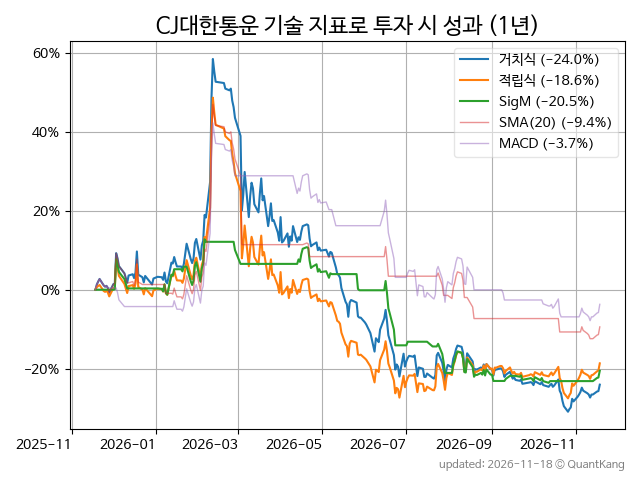 CJ대한통운 기술 지표로 투자 시 성과 (1년)
60%
40%
20%
0%
−20%
거치식 (−24.0%)
적립식 (−18.6%)
SigM (−20.5%)
SMA(20) (−9.4%)
MACD (−3.7%)
2025-11
2026-01
2026-03
2026-05
2026-07
2026-09
2026-11
updated: 2026-11-18 © QuantKang